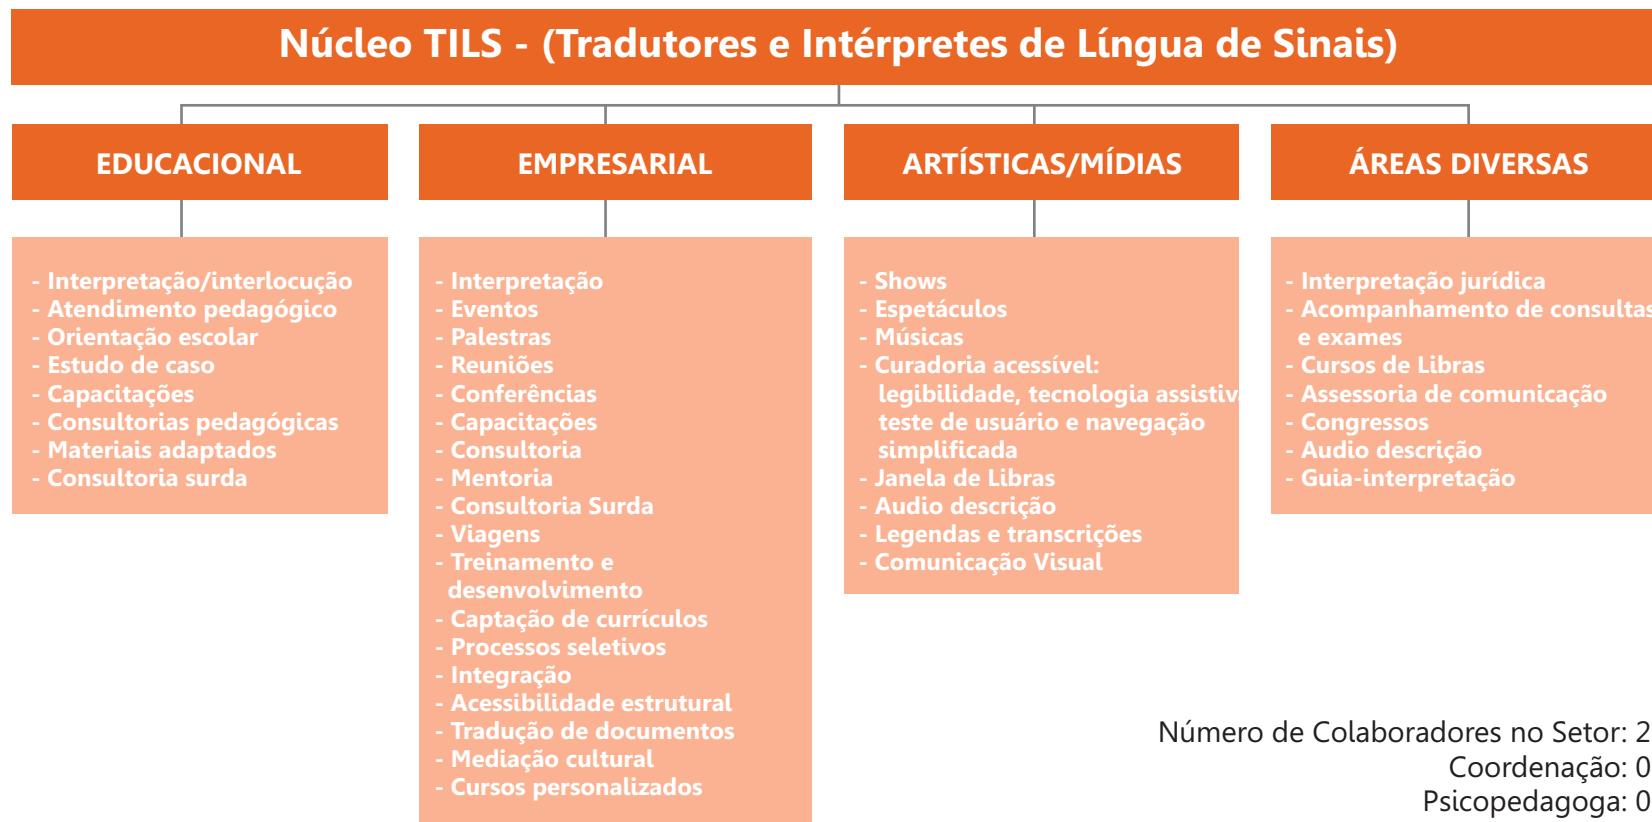 Núcleo TILS - (Tradutores e Intérpretes de Língua de Sinais)
EDUCACIONAL
- Interpretação/interlocução
- Atendimento pedagógico
- Orientação escolar
- Estudo de caso
- Capacitações
- Consultorias pedagógicas
- Materiais adaptados
- Consultoria surda
EMPRESARIAL
- Interpretação
- Eventos
- Palestras
- Reuniões
- Conferências
- Capacitações
- Consultoria
- Mentoria
- Consultoria Surda
- Viagens
- Treinamento e
desenvolvimento
- Captação de currículos
- Processos seletivos
- Integração
- Acessibilidade estrutural
- Tradução de documentos
- Mediação cultural
- Cursos personalizados
ARTÍSTICAS/MÍDIAS
- Shows
- Espetáculos
- Músicas
- Curadoria acessível:
legibilidade, tecnologia assistiva
teste de usuário e navegação
simplificada
- Janela de Libras
- Audio descrição
- Legendas e transcrições
- Comunicação Visual
ÁREAS DIVERSAS
- Interpretação jurídica
- Acompanhamento de consultas
e exames
- Cursos de Libras
- Assessoria de comunicação
- Congressos
- Audio descrição
- Guia-interpretação
Número de Colaboradores no Setor: 2
Coordenação: 0
Psicopedagoga: 0